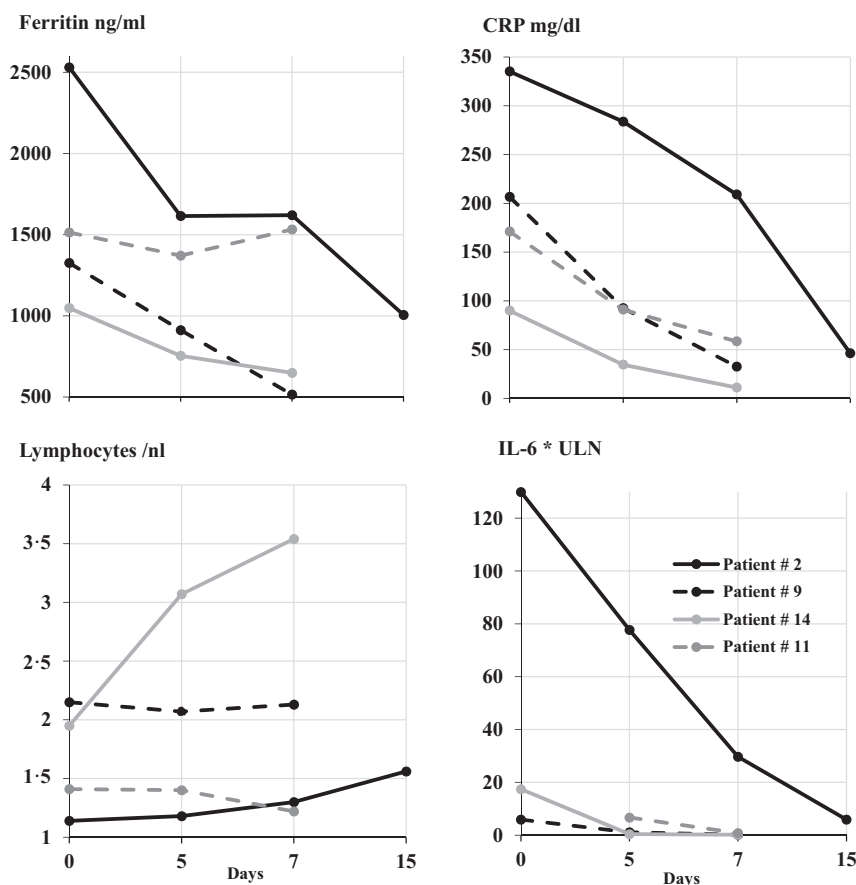 Ferritin ng/ml
2500
2000
1500
1000
500
CRP mg/dl
350
300
250
200
150
100
50
0
Lymphocytes /nl
4
3·5
3
2·5
2
1·5
1
0 5 7 15
Days
IL-6 * ULN
120
100
80
60
40
20
0
Patient # 2
Patient # 9
Patient # 14
Patient # 11
0 5 7 15
Days